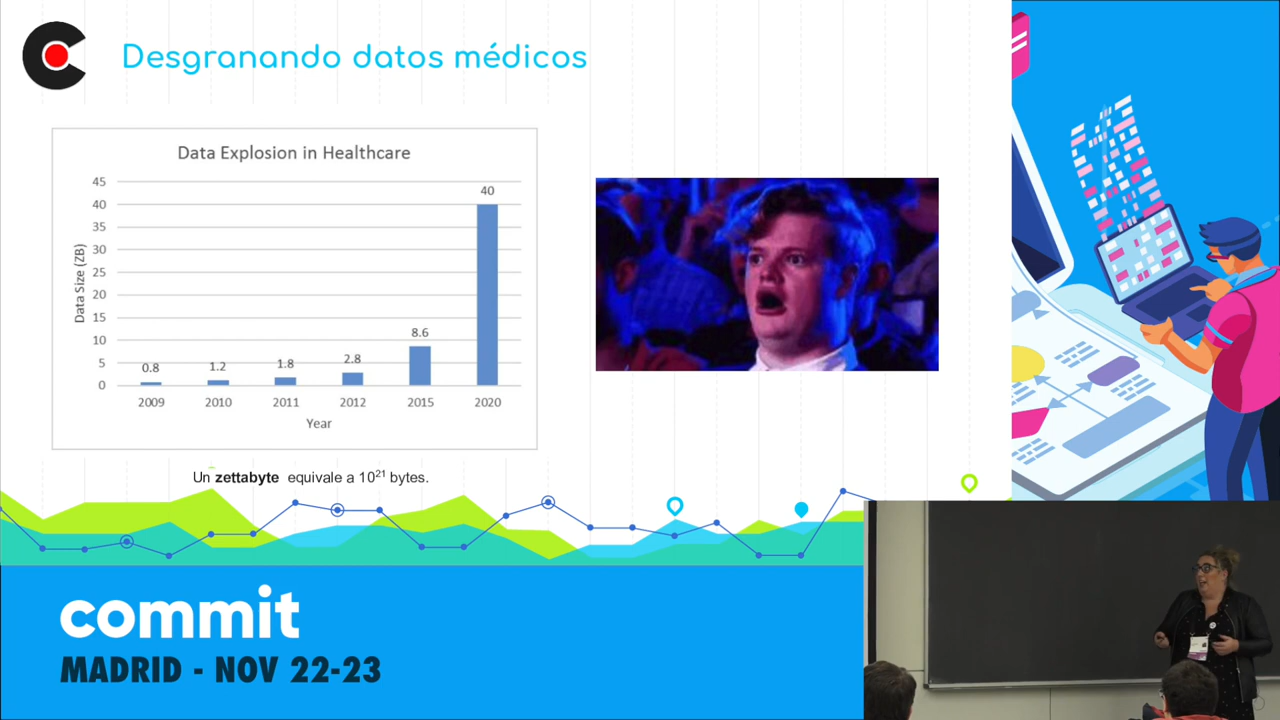 Desgranando datos médicos
Data Explosion in Healthcare
Data Size (ZB)
45
40
35
30
25
20
15
10
5
0
0.8
1.2
1.8
2.8
8.6
40
2009 2010 2011 2012 2015 2020
Year
Un zettabyte equivale a 10²¹ bytes.
commit
MADRID - NOV 22-23